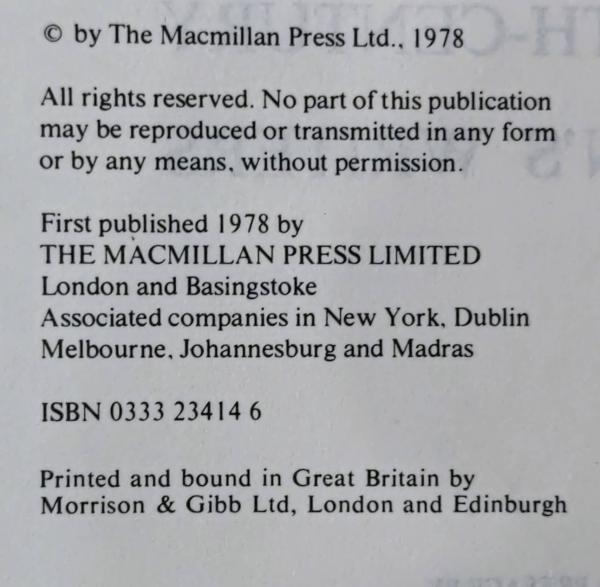 © by The Macmillan Press Ltd., 1978
All rights reserved. No part of this publication
may be reproduced or transmitted in any form
or by any means, without permission.
First published 1978 by
THE MACMILLAN PRESS LIMITED
London and Basingstoke
Associated companies in New York, Dublin
Melbourne, Johannesburg and Madras
ISBN 0333 23414 6
Printed and bound in Great Britain by
Morrison & Gibb Ltd, London and Edinburgh